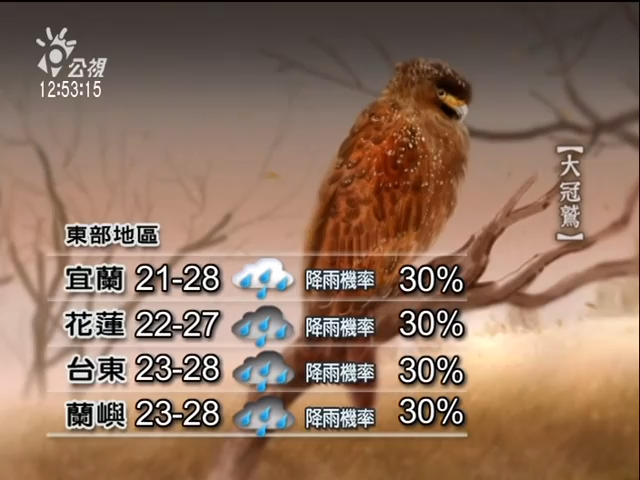 公視
12:53:15
【大冠鷲】
東部地區
宜蘭 21-28 降雨機率 30%
花蓮 22-27 降雨機率 30%
台東 23-28 降雨機率 30%
蘭嶼 23-28 降雨機率 30%